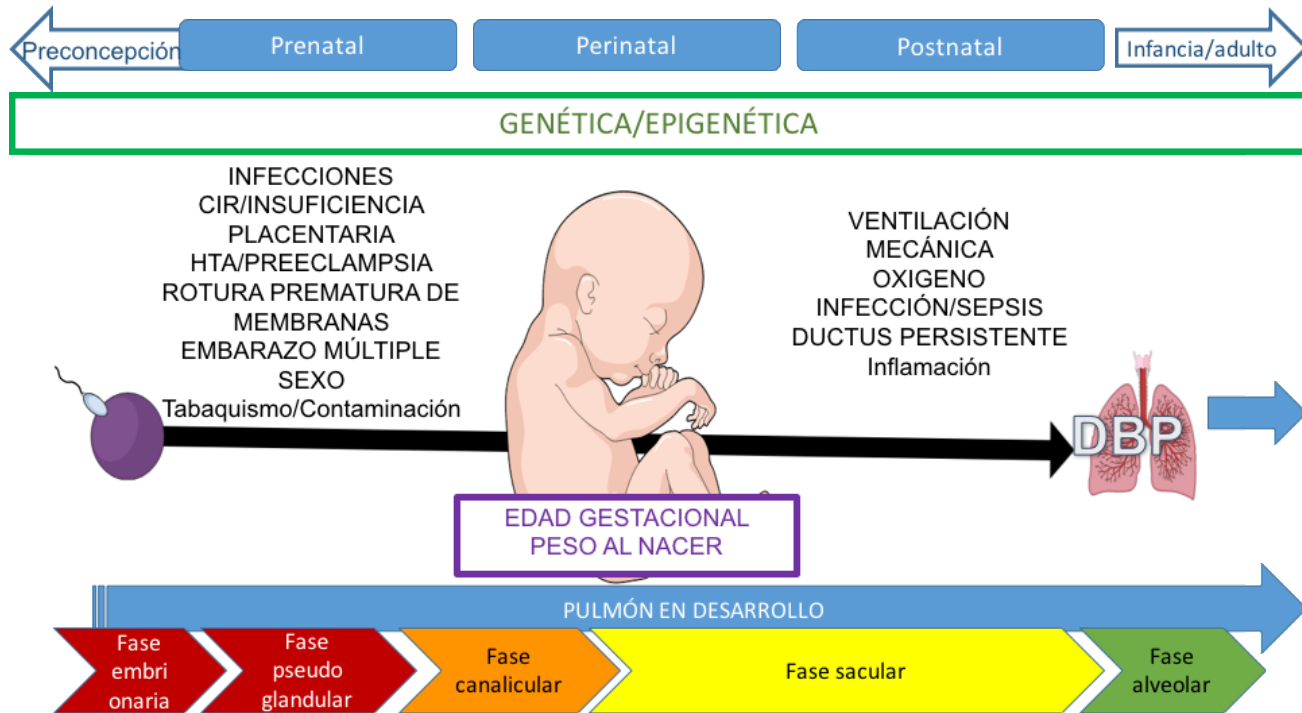 Preconcepción
Prenatal
Perinatal
Postnatal
Infancia/adulto
GENÉTICA/EPIGENÉTICA
INFECCIONES
CIR/INSUFICIENCIA
PLACENTARIA
HTA/PREECLAMPSIA
ROTURA PREMATURA DE
MEMBRANAS
EMBARAZO MÚLTIPLE
SEXO
Tabaquismo/Contaminación
VENTILACIÓN
MECÁNICA
OXIGENO
INFECCIÓN/SEPSIS
DUCTUS PERSISTENTE
Inflamación
DBP
EDAD GESTACIONAL
PESO AL NACER
PULMÓN EN DESARROLLO
Fase
embri
onaria
Fase
pseudo
glandular
Fase
canalicular
Fase sacular
Fase
alveolar